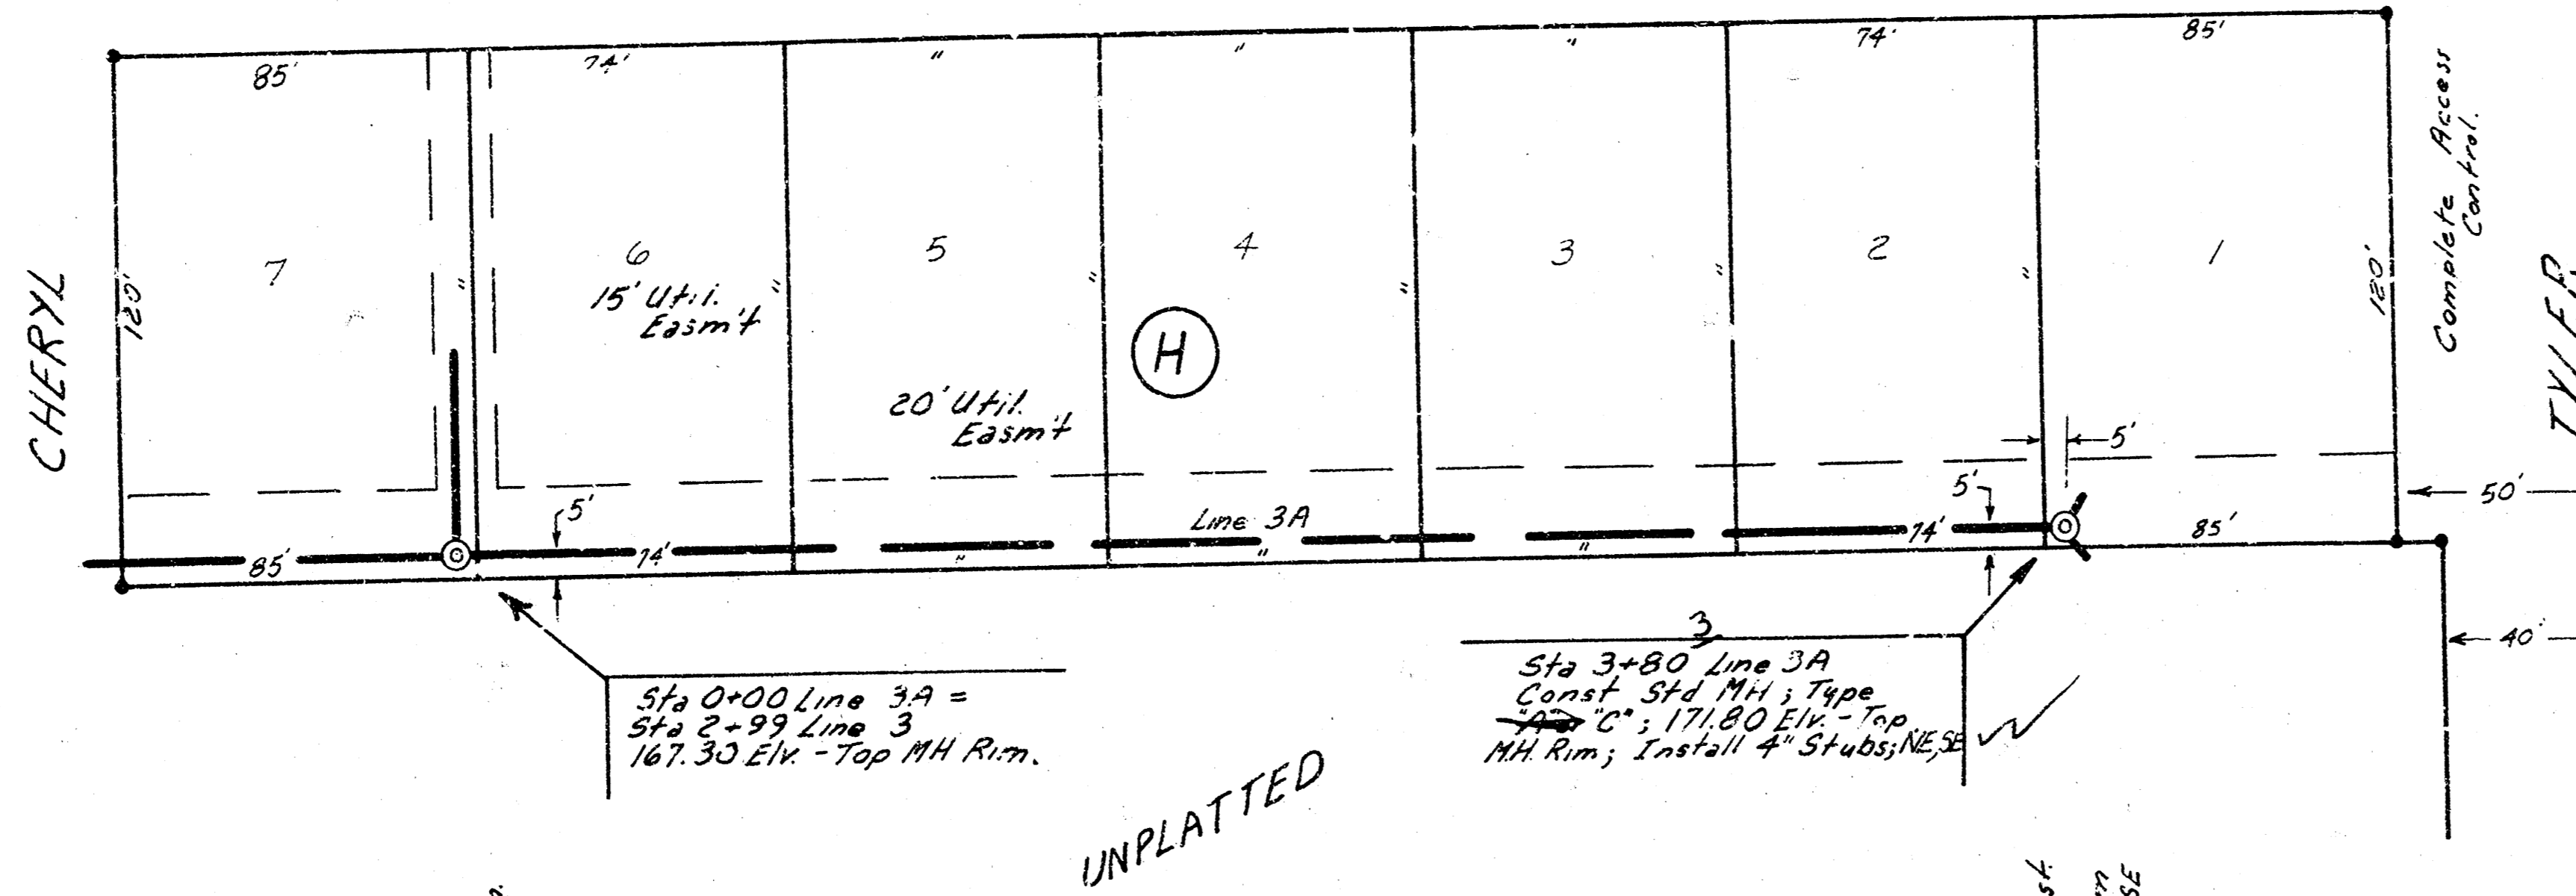 85'
74'
"
"
"
74'
85'
Complete Access
Control.
CHERYL
120'
7
"
6
15' Util.
Easm't
"
5
"
4
"
3
"
2
"
1
120'
TYLER
H
20' Util.
Easm't
5'
5'
50'
5'
Line 3A
85'
74'
"
"
"
74'
85'
40'
3
Sta 0+00 Line 3A =
Sta 2+99 Line 3
167.30 Elv. - Top MH Rim.
Sta 3+80 Line 3A
Const Std MH ; Type
"A" "C" ; 171.80 Elv. - Top
MH. Rim ; Install 4" Stubs; NE, SE
UNPLATTED
SE